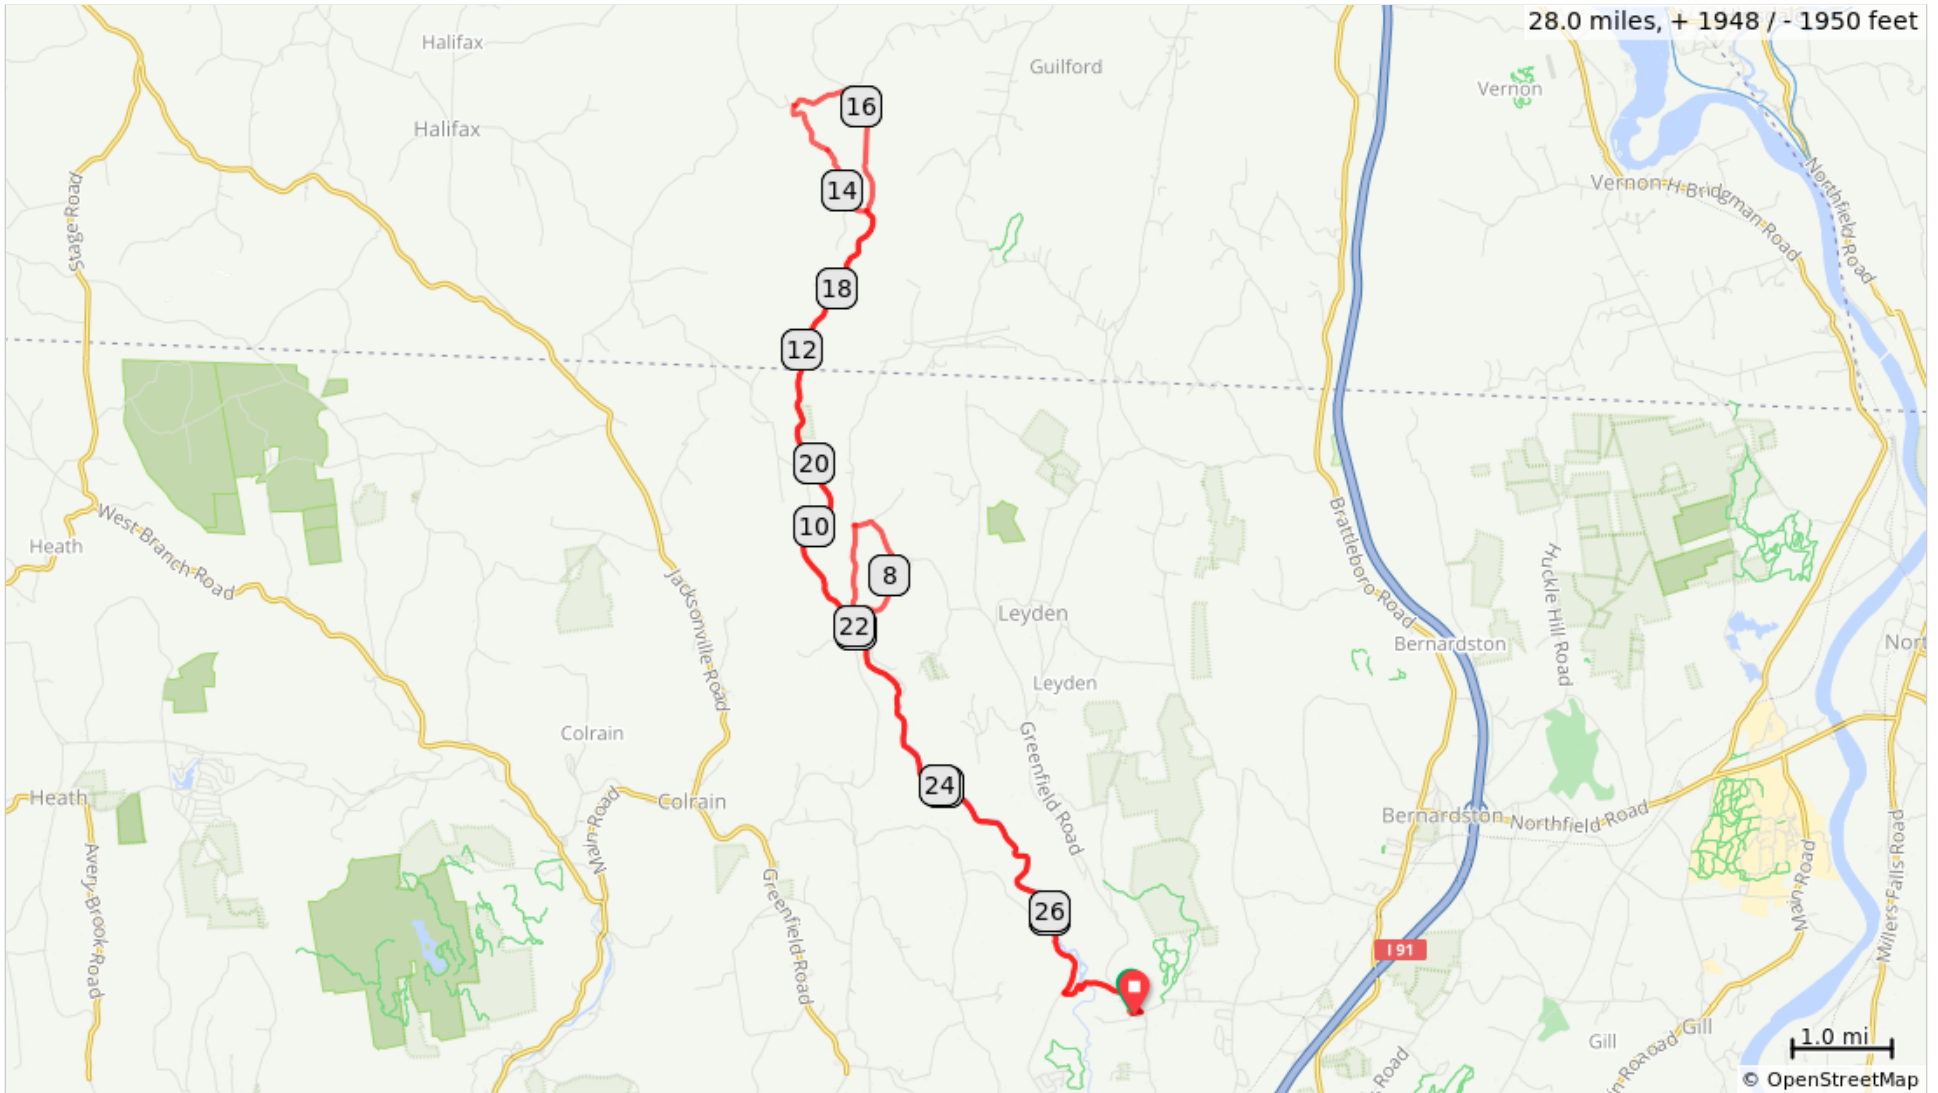 28.0 miles, + 1948 / - 1950 feet
Halifax
Guilford
Vernon
16
Halifax
Northfield Road
Vernon
H Bridgman Road
14
Stage Road
18
12
20
10
West Branch Road
Heath
Brattleboro Road
Huckle Hill Road
Jacksonville Road
8
Leyden
22
Bernardston
Leyden
Colrain
Greenfield Road
24
Heath
Colrain
Main Road
Bernardston
Northfield Road
Avery Brook Road
Greenfield Road
Main Road
Millers Falls Road
26
I 91
Gill
Gill
Road
Road
1.0 mi
© OpenStreetMap